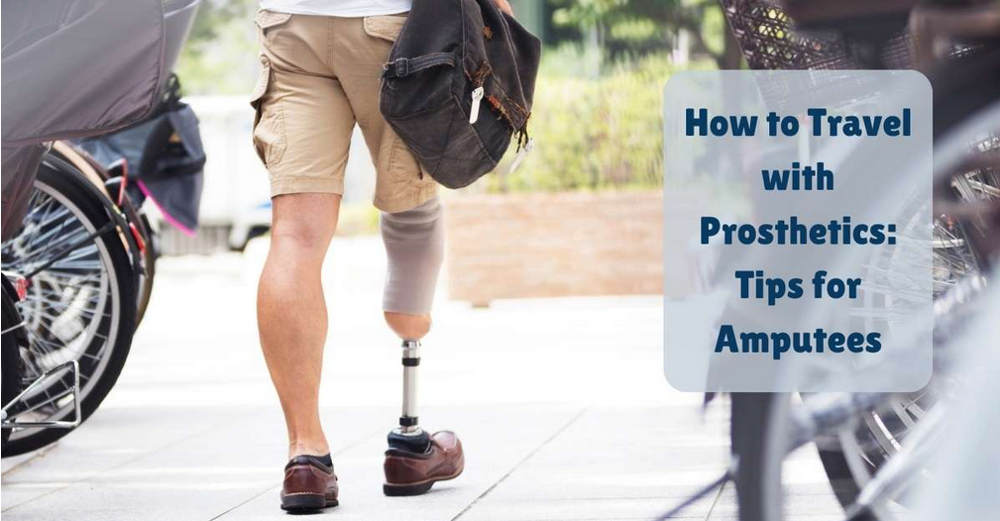 How to Travel
with
Prosthetics:
Tips for
Amputees